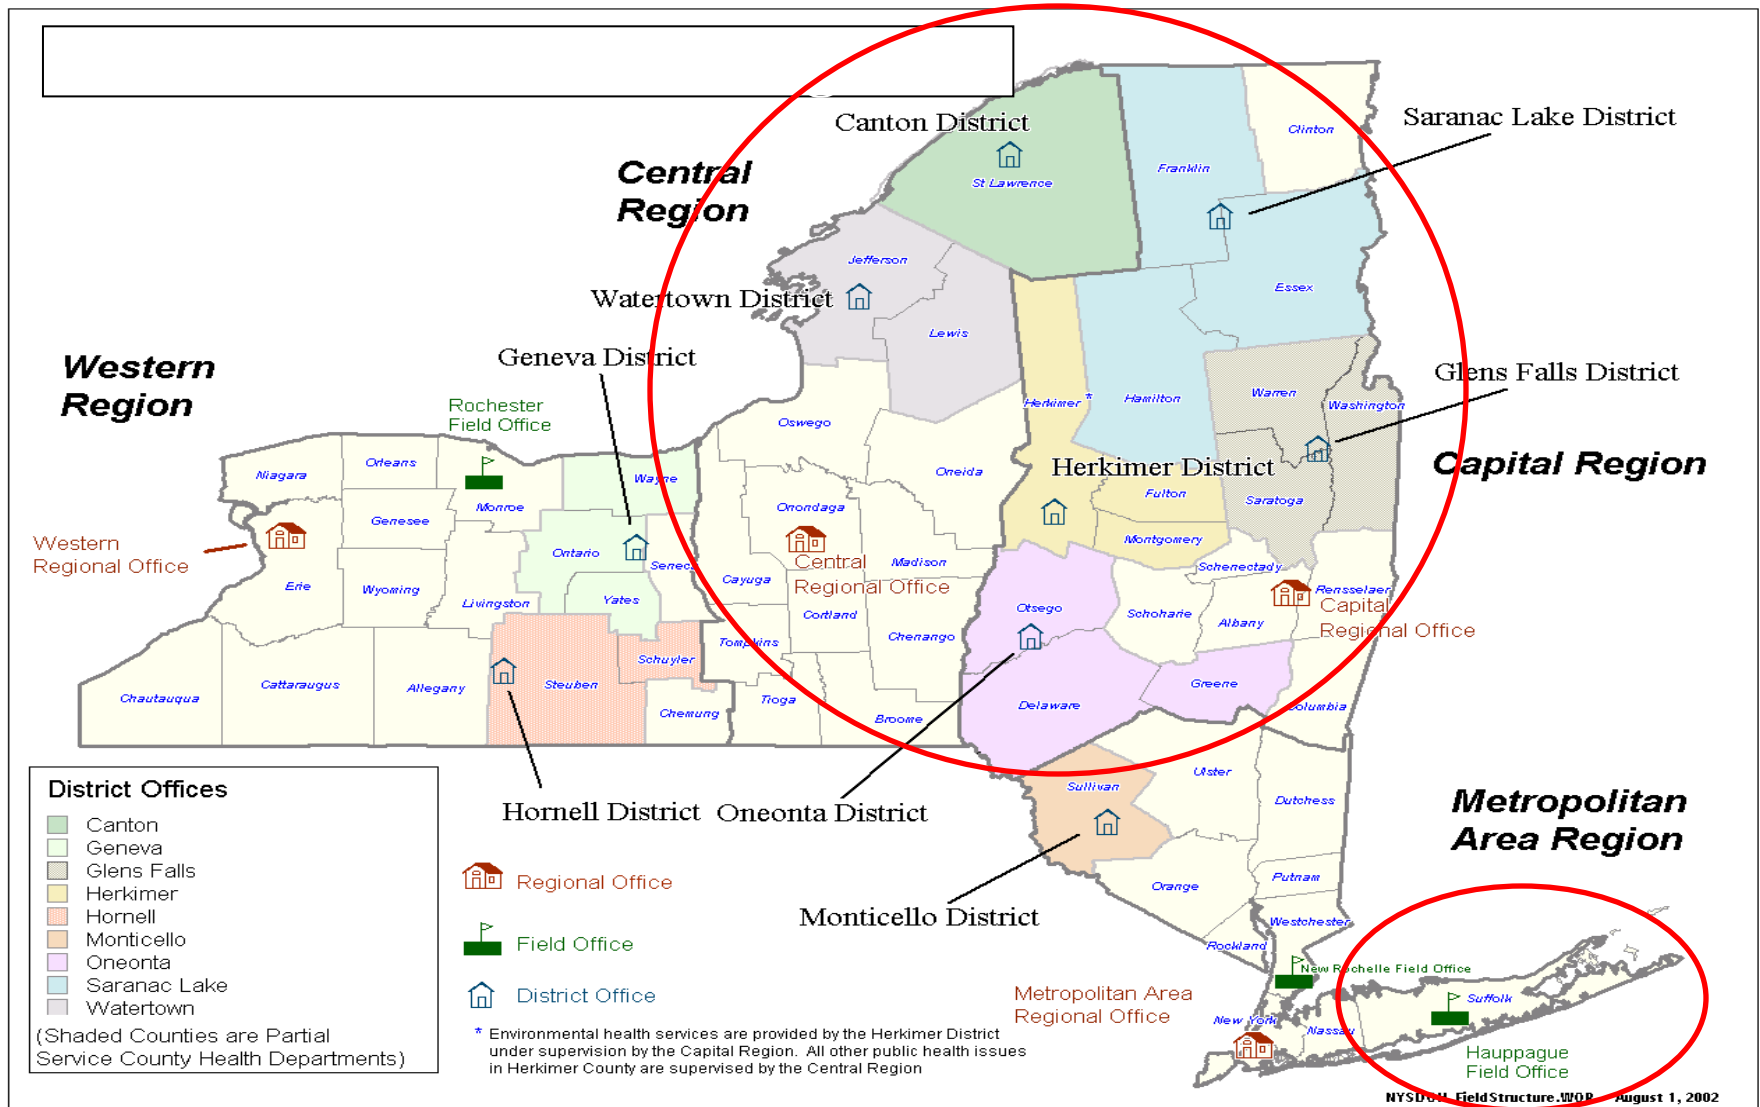 Canton District
Saranac Lake District
Clinton
Central
Region
Franklin
St Lawrence
Jefferson
Essex
Watertown District
Lewis
Geneva District
Western
Region
Glens Falls District
Warren
Washington
Herkimer *
Hamilton
Rochester
Field Office
Oswego
Capital Region
Herkimer District
Oneida
Orleans
Niagara
Wayne
Fulton
Saratoga
Monroe
Onondaga
Genesee
Montgomery
Western
Regional Office
Ontario
Senec
Central
Regional Office
Madison
Schenectady
Cayuga
Erie
Wyoming
Livingston
Yates
Rensselaer
Capital
Regional Office
Otsego
Schoharie
Albany
Cortland
Chenango
Tompkins
Schuyler
Steuben
Greene
Chautauqua
Cattaraugus
Allegany
Chemung
Tioga
Broome
Delaware
Columbia
Ulster
Sullivan
Dutchess
Hornell District
Oneonta District
Metropolitan
Area Region
District Offices
Canton
Geneva
Glens Falls
Herkimer
Hornell
Monticello
Oneonta
Saranac Lake
Watertown
(Shaded Counties are Partial
Service County Health Departments)
Regional Office
Field Office
District Office
* Environmental health services are provided by the Herkimer District
under supervision by the Capital Region. All other public health issues
in Herkimer County are supervised by the Central Region
Orange
Putnam
Monticello District
Westchester
Rockland
New Rochelle Field Office
Metropolitan Area
Regional Office
Suffolk
New York
Nassau
Hauppague
Field Office
FieldStructure.WOR August 1, 2002